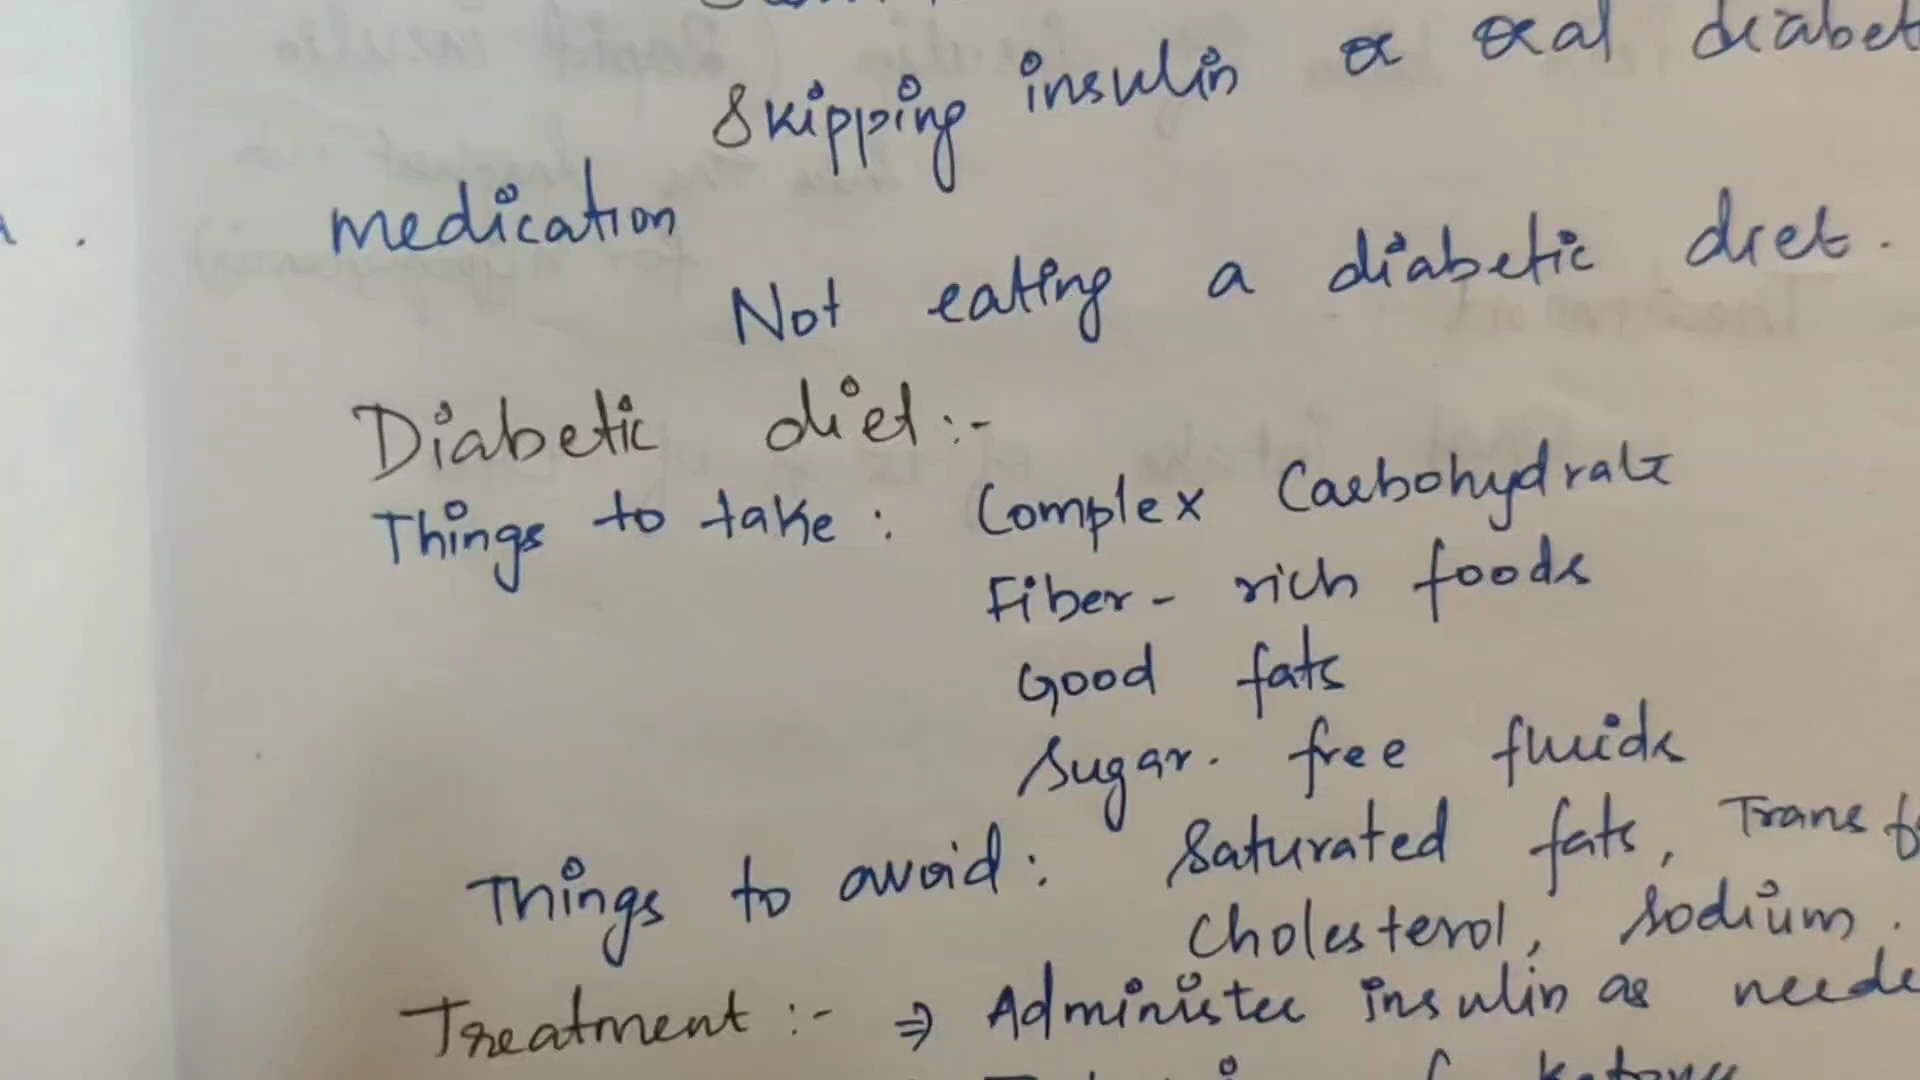 Skipping insulin or oral diabet
medication
Not eating a diabetic diet.
Diabetic diet :-
Things to take : Complex Carbohydrate
Fiber - rich foods
Good fats
Sugar. free fluids
Things to avoid : Saturated fats, Trans f
Cholesterol, sodium.
Treatment :- ⇒ Administer insulin as neede